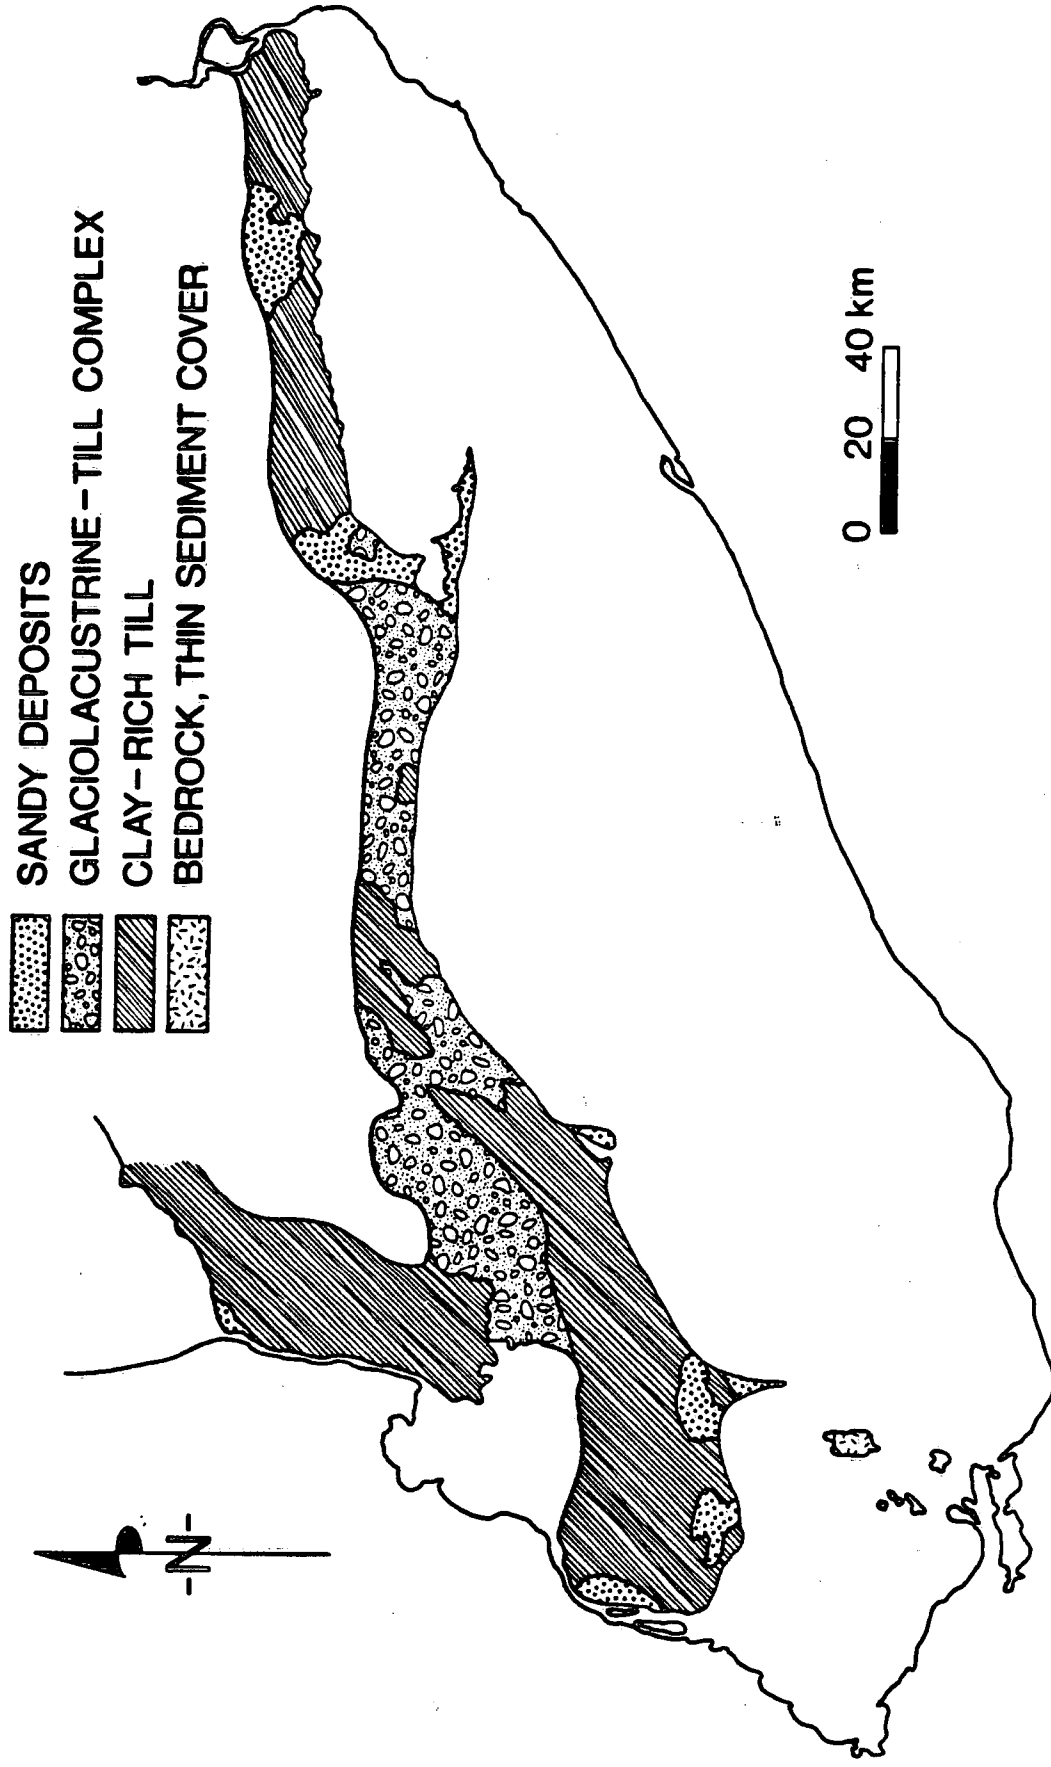 SANDY DEPOSITS
GLACIOLACUSTRINE-TILL COMPLEX
CLAY-RICH TILL
BEDROCK, THIN SEDIMENT COVER
0 20 40 km
-N-